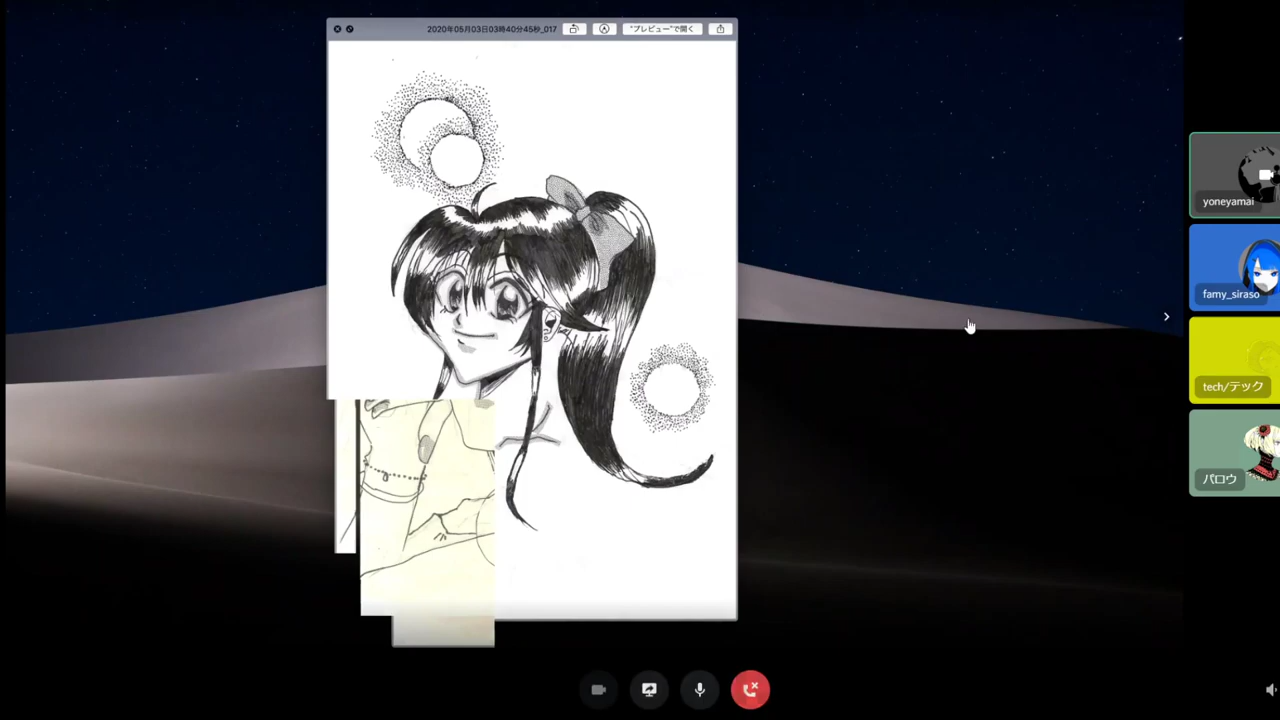 2020年05月03日03時40分45秒_017
"プレビュー"で開く
yoneyamai
famy_siraso
tech/テック
パロウ